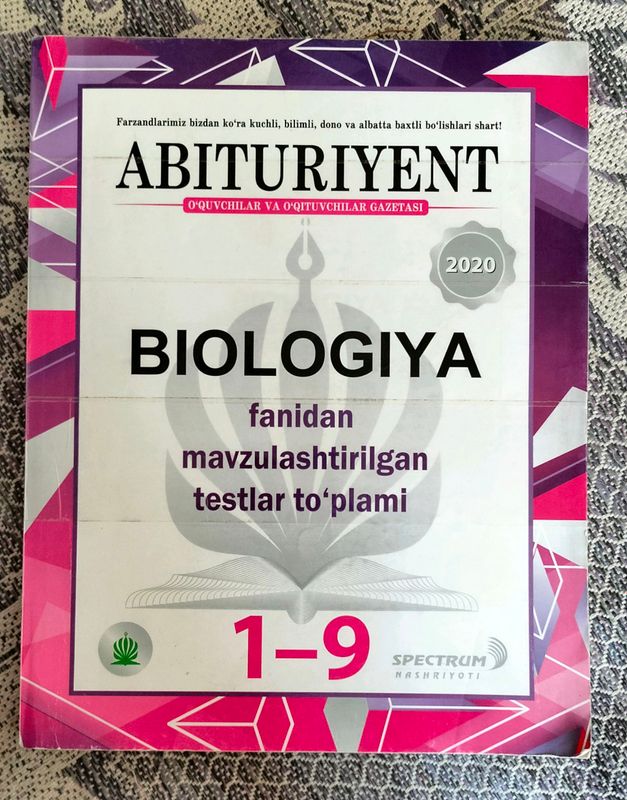 Farzandlarimiz bizdan ko‘ra kuchli, bilimli, dono va albatta baxtli bo‘lishlari shart!
ABITURIYENT
O‘QUVCHILAR VA O‘QITUVCHILAR GAZETASI
2020
BIOLOGIYA
fanidan
mavzulashtirilgan
testlar to‘plami
1–9
SPECTRUM
NASHRIYOTI